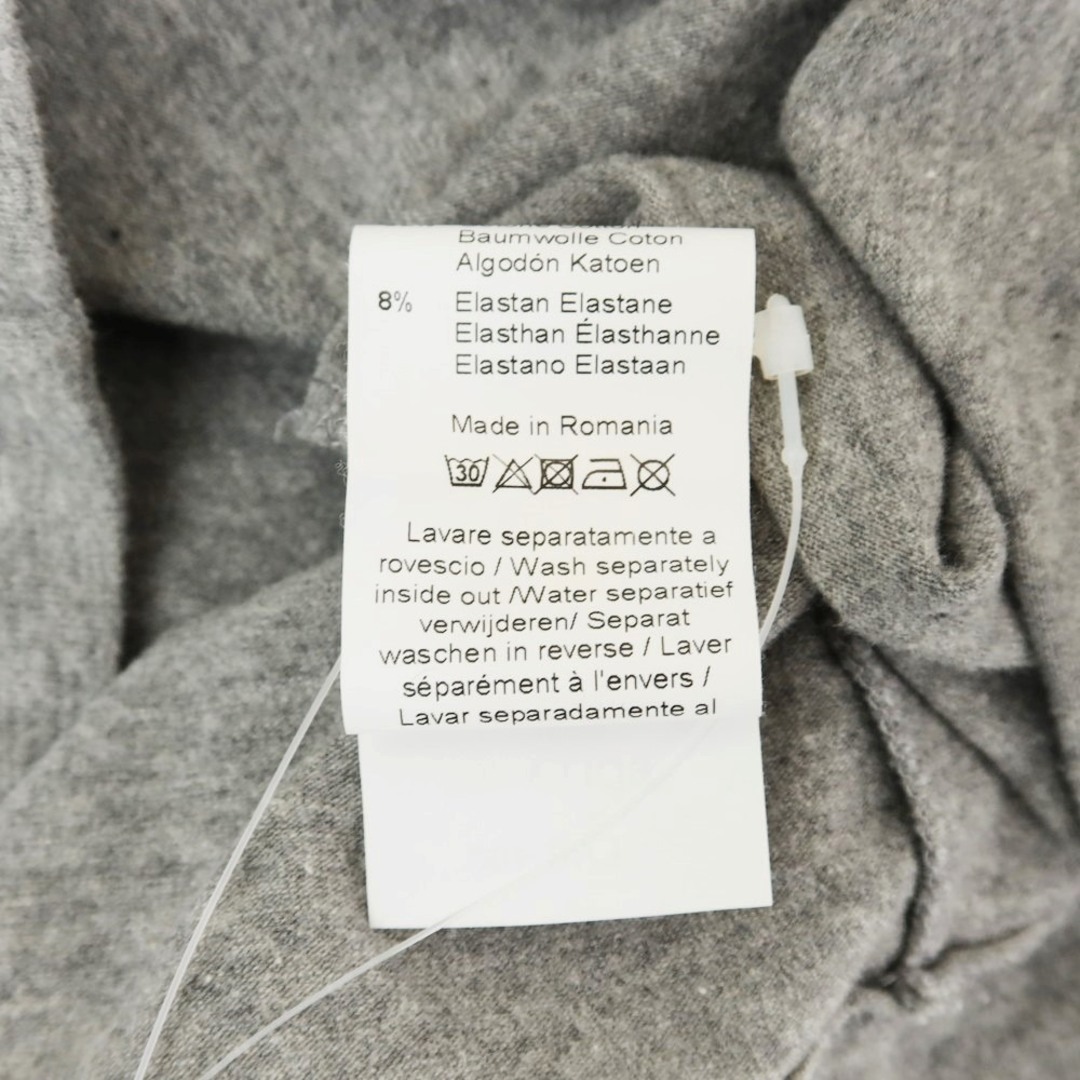 Baumwolle Coton
Algodón Katoen
8% Elastan Elastane
Elasthan Élasthanne
Elastano Elastaan
Made in Romania
30
Lavare separatamente a
rovescio / Wash separately
inside out /Water separatief
verwijderen/ Separat
waschen in reverse / Laver
séparément à l'envers /
Lavar separadamente al